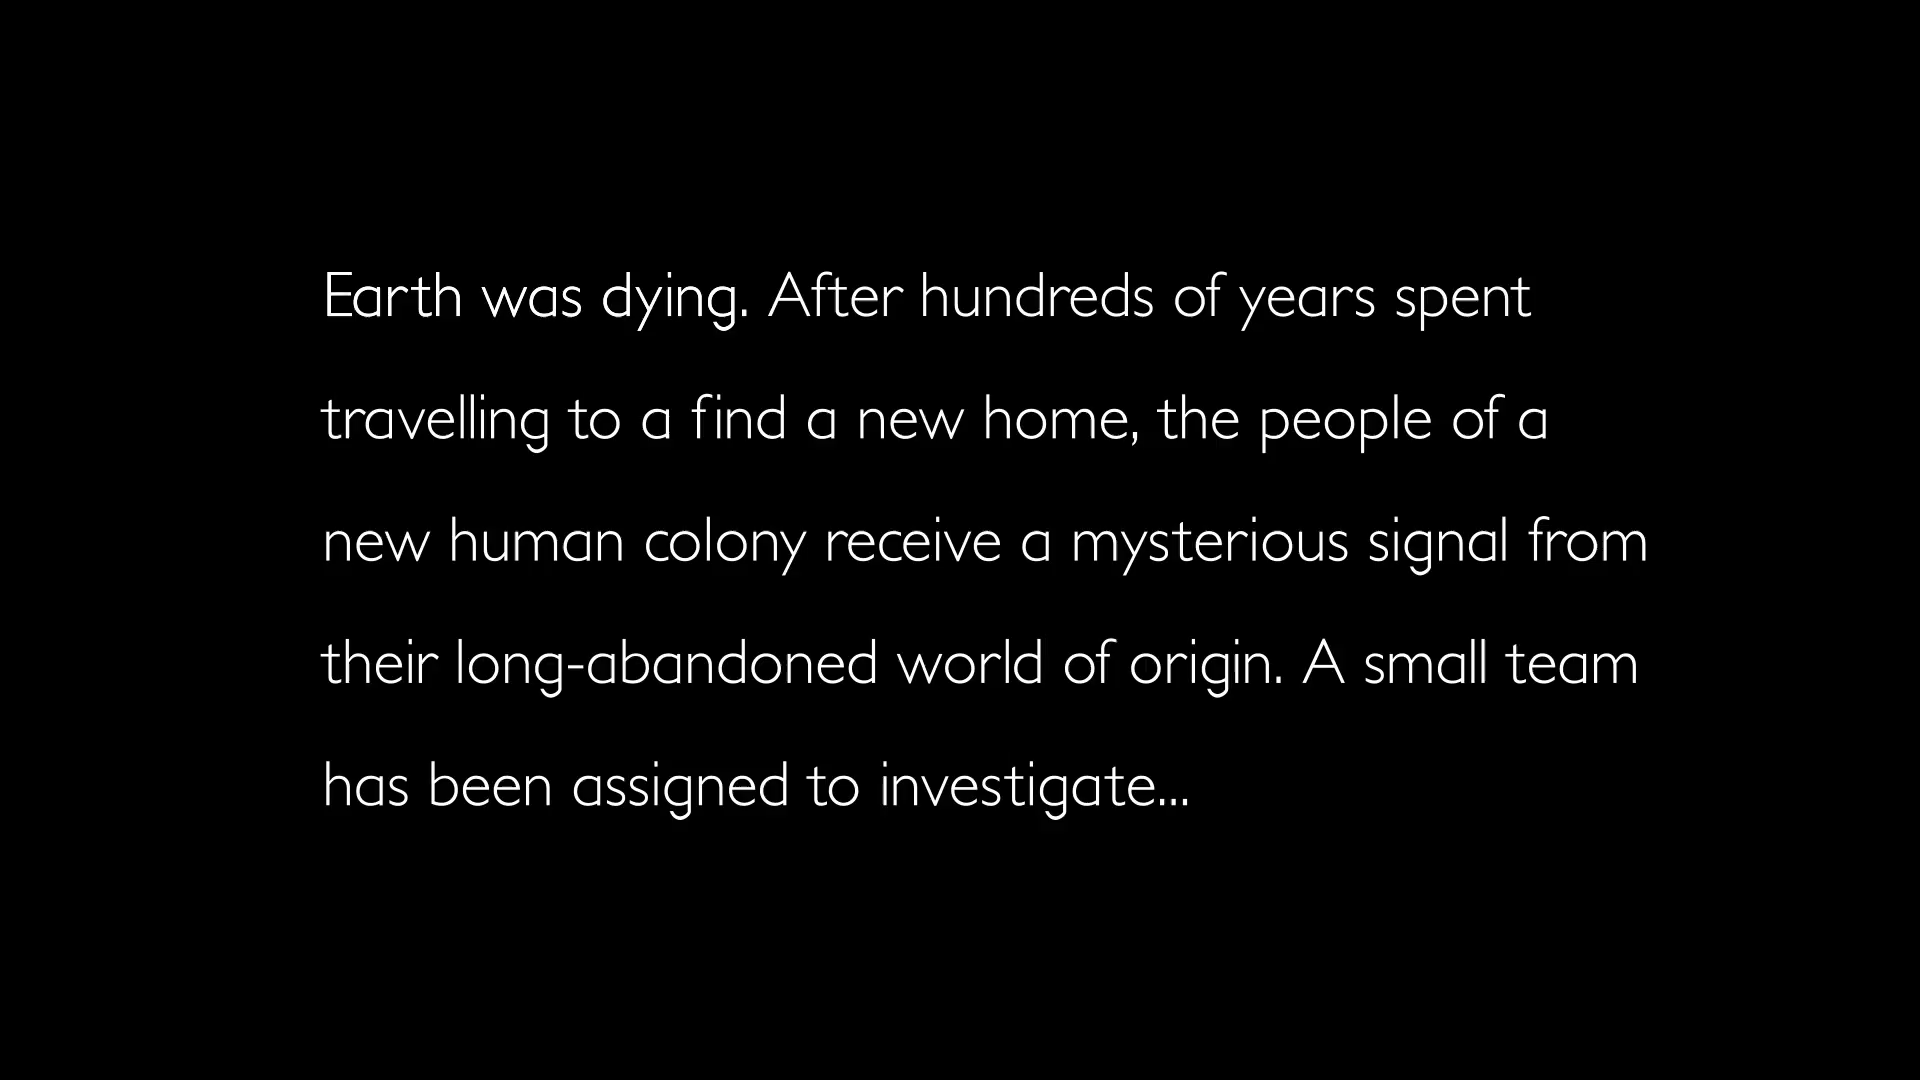 Earth was dying. After hundreds of years spent
travelling to a find a new home, the people of a
new human colony receive a mysterious signal from
their long-abandoned world of origin. A small team
has been assigned to investigate...